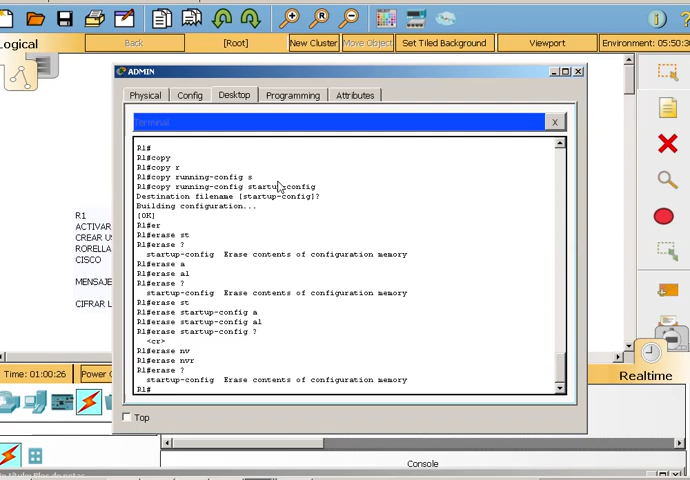 Logical
Back
[Root]
New Cluster
Move Object
Set Tiled Background
Viewport
Environment: 05:50:3
ADMIN
Physical
Config
Desktop
Programming
Attributes
Terminal
X
R1#
R1#copy
R1#copy r
R1#copy running-config s
R1#copy running-config startup-config
Destination filename [startup-config]?
Building configuration...
[OK]
R1#er
R1#erase st
R1#erase ?
startup-config Erase contents of configuration memory
R1#erase a
R1#erase al
R1#erase ?
startup-config Erase contents of configuration memory
R1#erase st
R1#erase startup-config a
R1#erase startup-config al
R1#erase startup-config ?
<cr>
R1#erase nv
R1#erase nvr
R1#erase ?
startup-config Erase contents of configuration memory
R1#
R1
ACTIVAR
CREAR US
RORELLA
CISCO
MENSAJE
CIFRAR L
Top
Time: 01:00:26
Power C
Realtime
Console